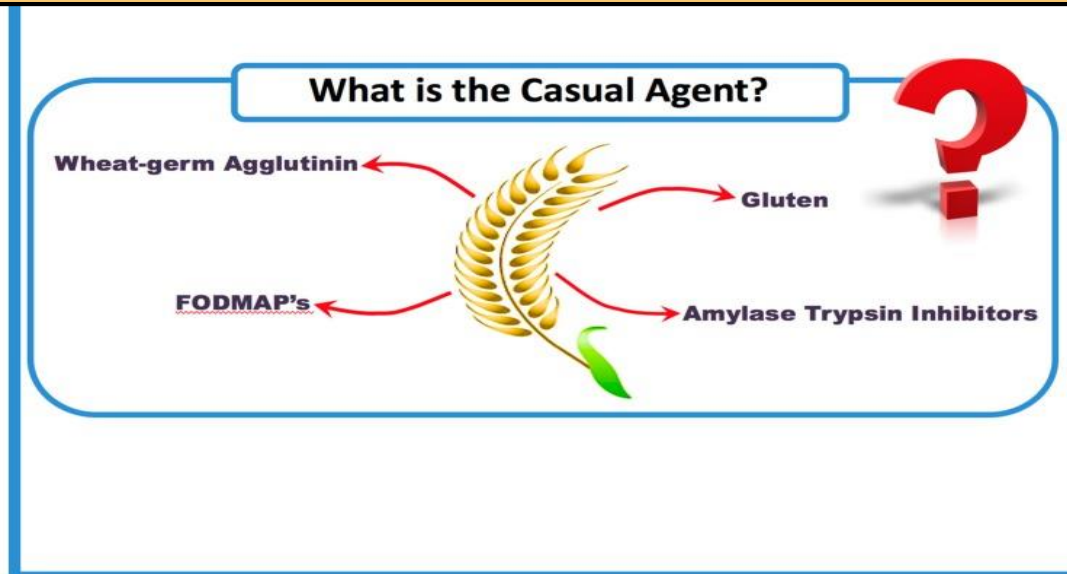 What is the Casual Agent?
Wheat-germ Agglutinin
Gluten
FODMAP's
Amylase Trypsin Inhibitors